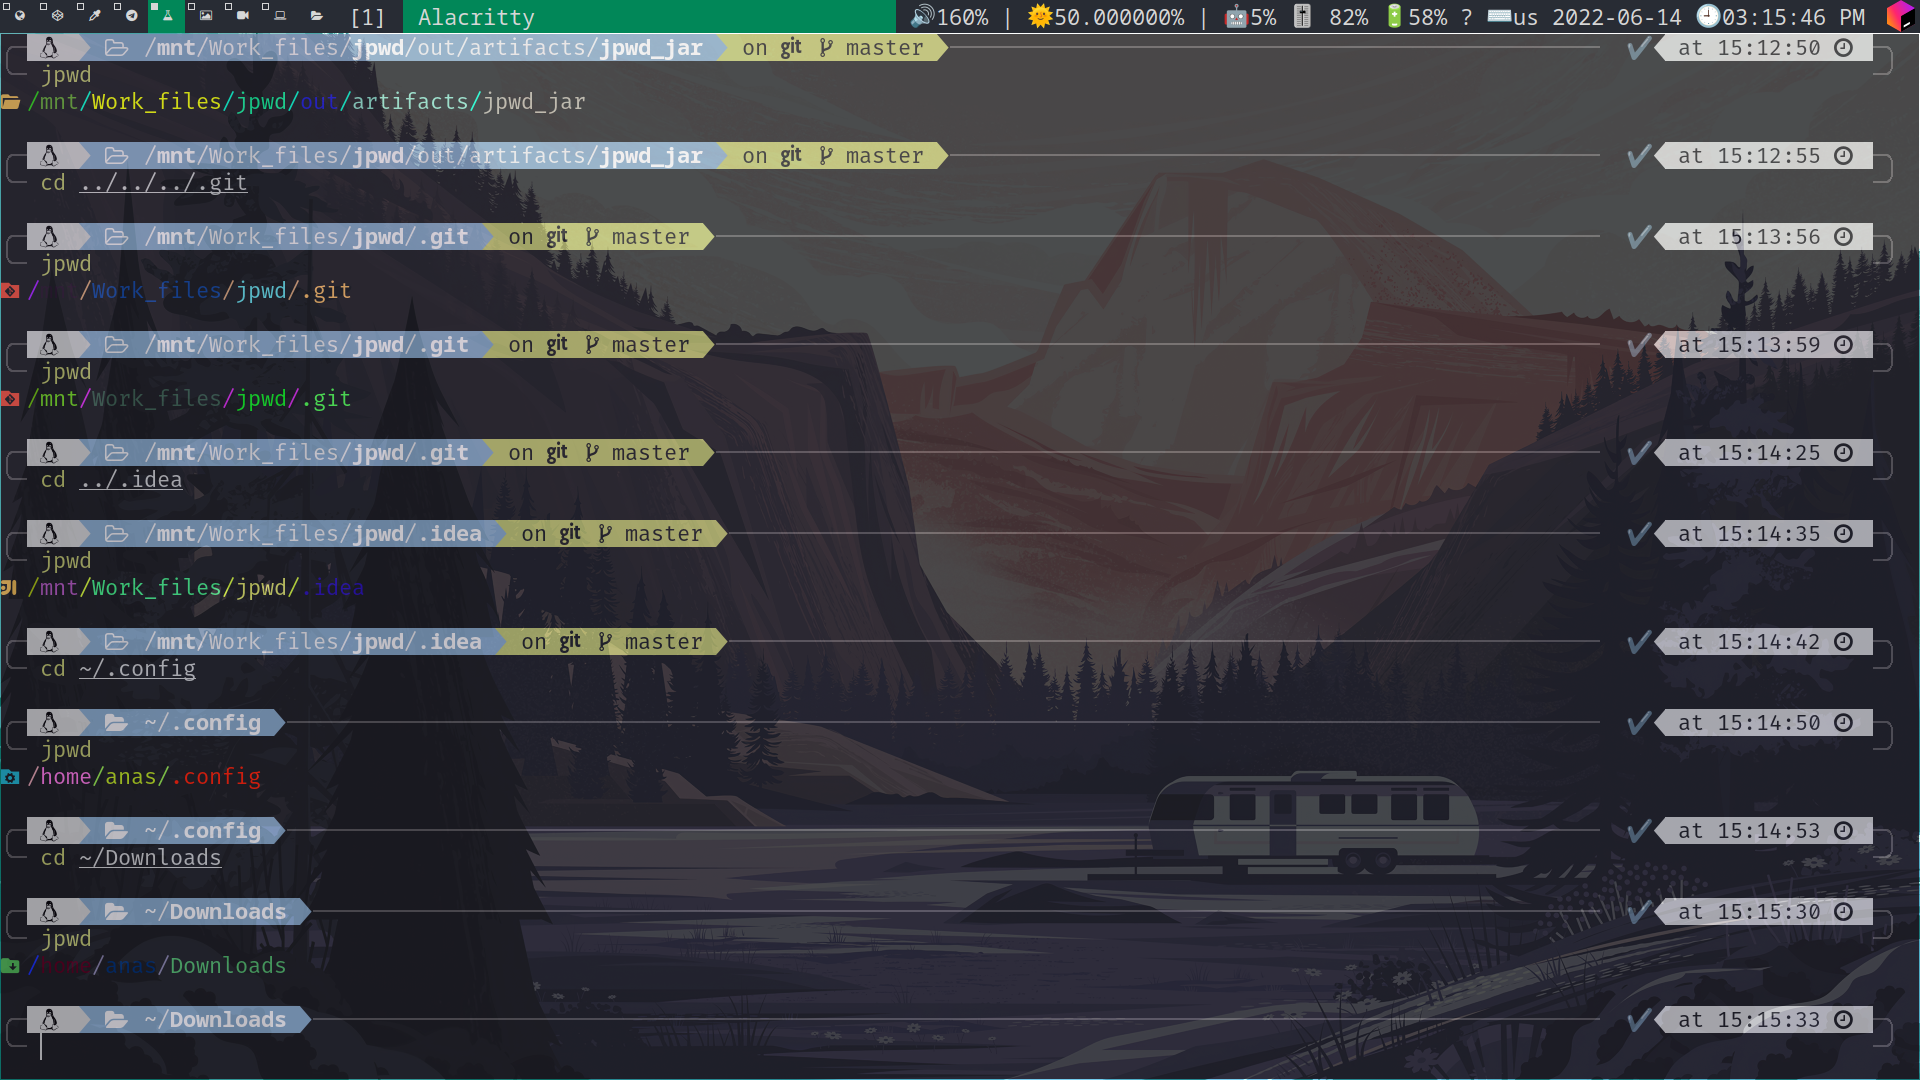 [1] Alacritty 160% | 50.000000% | 5% 82% 58% ? us 2022-06-14 03:15:46 PM
/mnt/Work_files/jpwd/out/artifacts/jpwd_jar on git master at 15:12:50
jpwd
/mnt/Work_files/jpwd/out/artifacts/jpwd_jar
/mnt/Work_files/jpwd/out/artifacts/jpwd_jar on git master at 15:12:55
cd ../../../.git
/mnt/Work_files/jpwd/.git on git master at 15:13:56
jpwd
/ /Work_files/jpwd/.git
/mnt/Work_files/jpwd/.git on git master at 15:13:59
jpwd
/mnt/Work_files/jpwd/.git
/mnt/Work_files/jpwd/.git on git master at 15:14:25
cd ../.idea
/mnt/Work_files/jpwd/.idea on git master at 15:14:35
jpwd
/mnt/Work_files/jpwd/.idea
/mnt/Work_files/jpwd/.idea on git master at 15:14:42
cd ~/.config
~/.config at 15:14:50
jpwd
/home/anas/.config
~/.config at 15:14:53
cd ~/Downloads
~/Downloads at 15:15:30
jpwd
/home/anas/Downloads
~/Downloads at 15:15:33